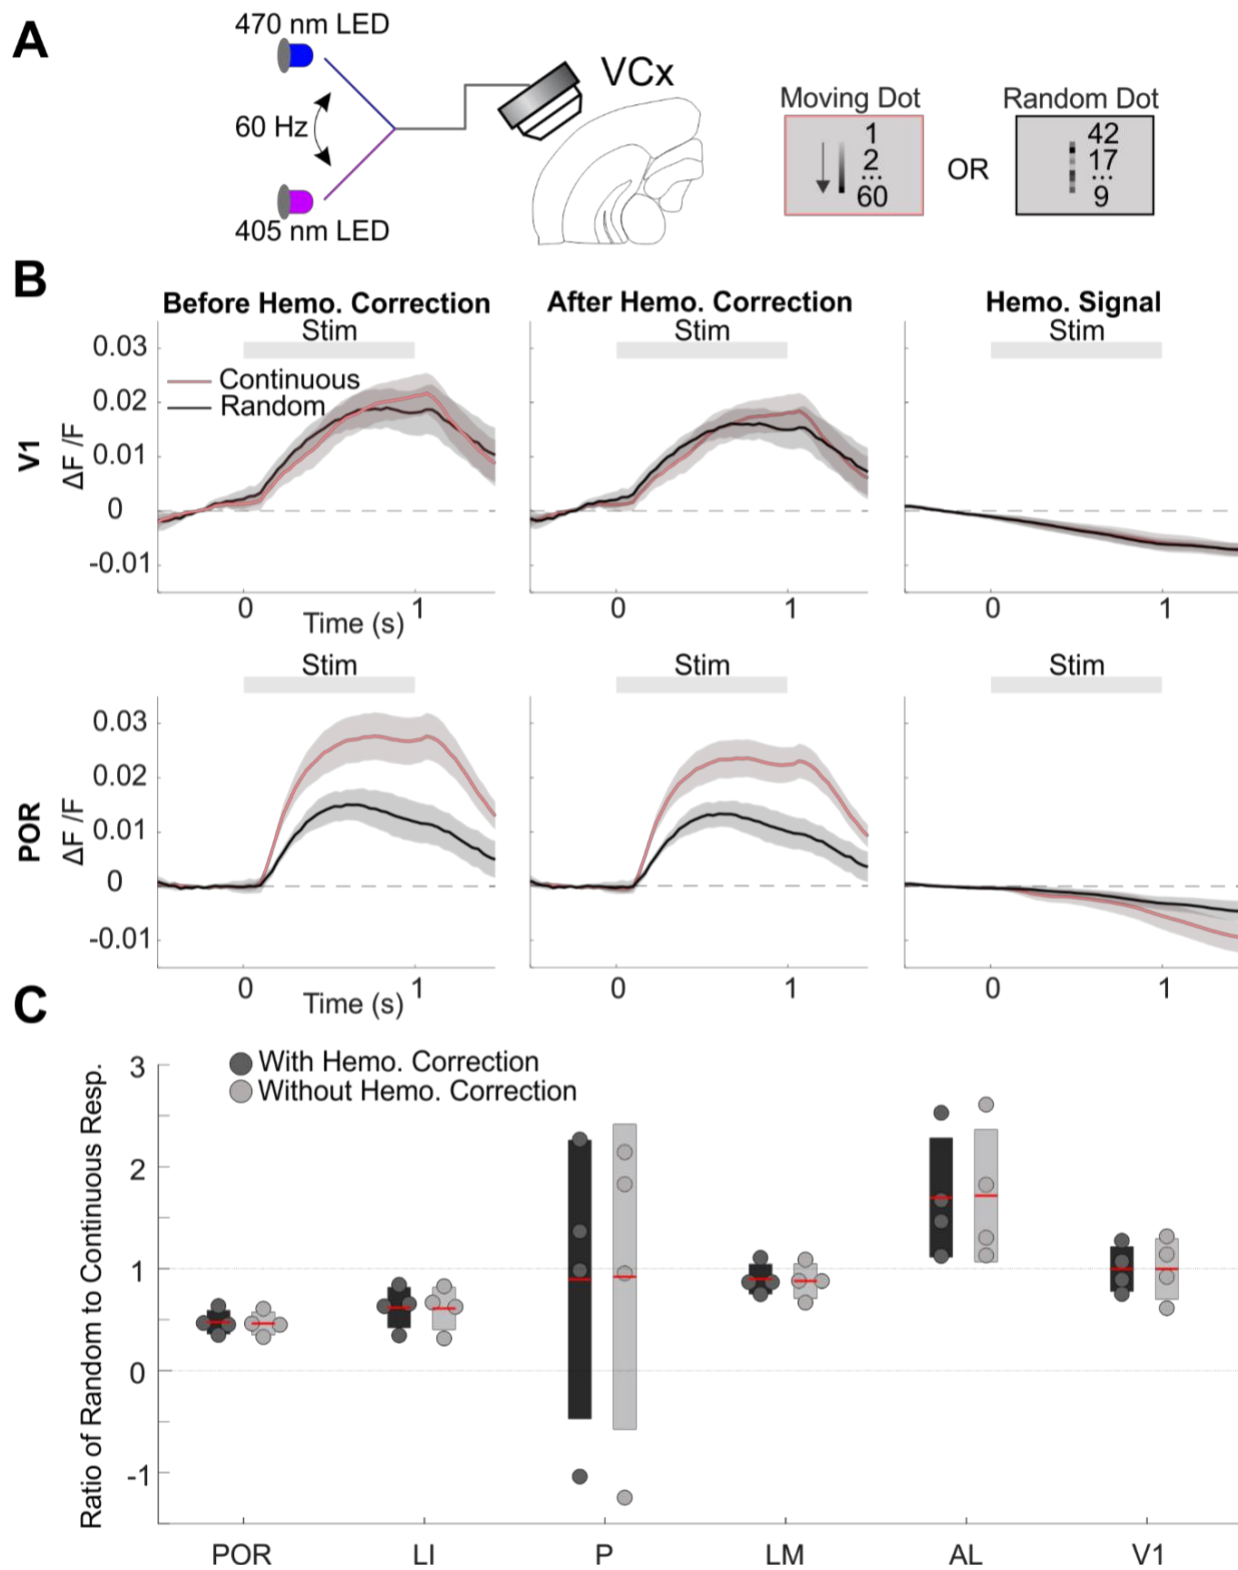 A
470 nm LED
60 Hz
405 nm LED
VCx
Moving Dot
1
2
...
60
OR
Random Dot
42
17
...
9
B
Before Hemo. Correction
After Hemo. Correction
Hemo. Signal
Stim
Stim
Stim
Continuous
Random
V1
ΔF /F
0.03
0.02
0.01
0
-0.01
0
1
0
1
0
1
Time (s)
Stim
Stim
Stim
POR
ΔF /F
0.03
0.02
0.01
0
-0.01
0
1
0
1
0
1
Time (s)
C
With Hemo. Correction
Without Hemo. Correction
Ratio of Random to Continuous Resp.
3
2
1
0
-1
POR
LI
P
LM
AL
V1